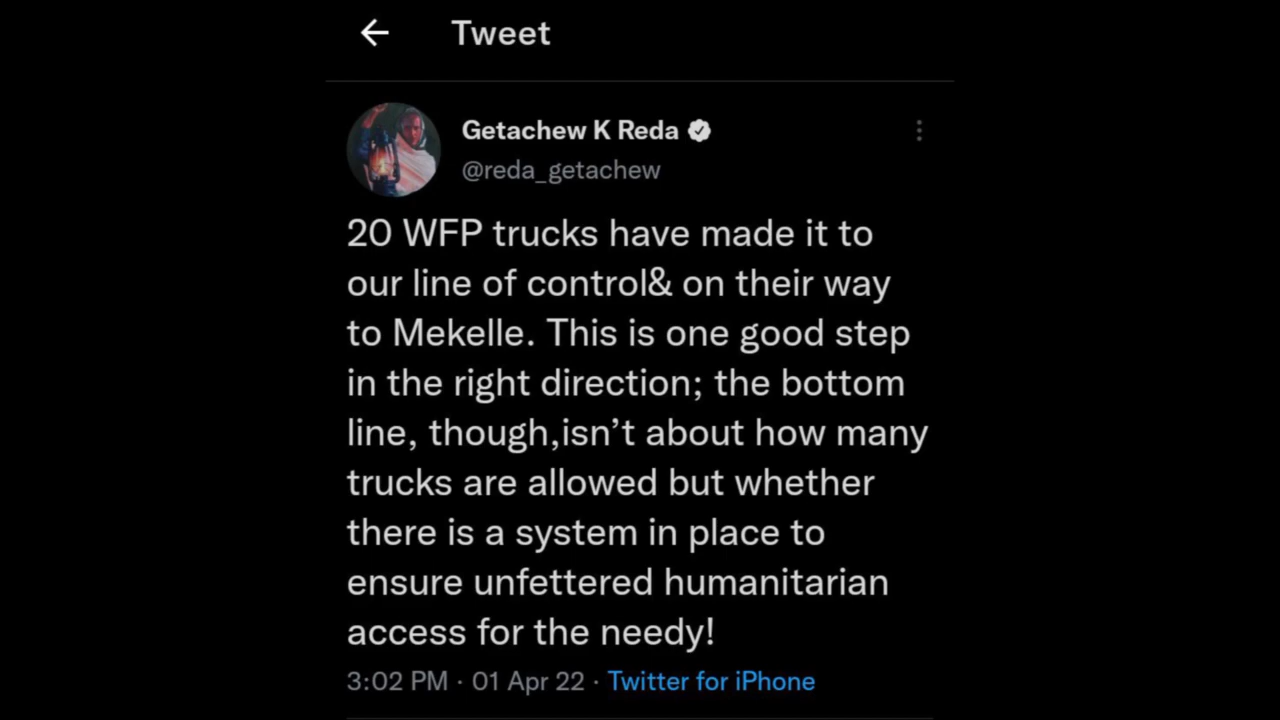 Tweet
Getachew K Reda
@reda_getachew
20 WFP trucks have made it to
our line of control& on their way
to Mekelle. This is one good step
in the right direction; the bottom
line, though,isn’t about how many
trucks are allowed but whether
there is a system in place to
ensure unfettered humanitarian
access for the needy!
3:02 PM · 01 Apr 22 · Twitter for iPhone